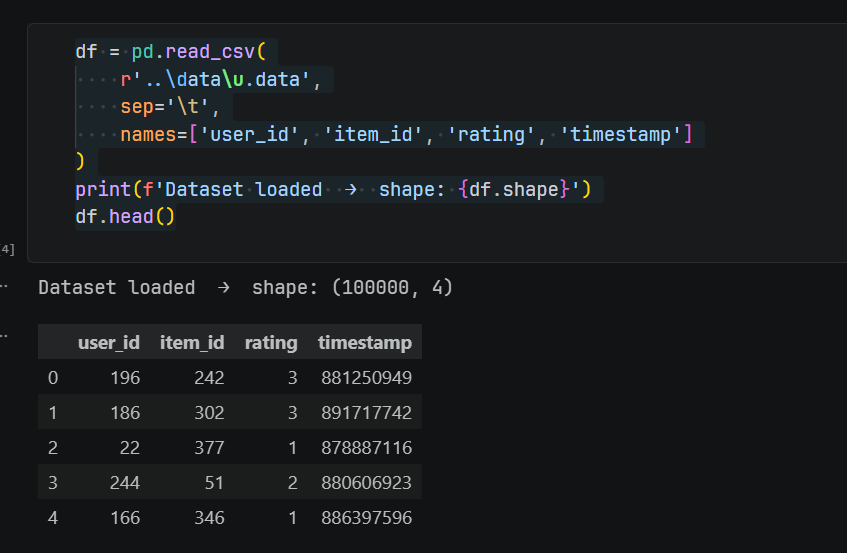 df = pd.read_csv(
    r'..\data\u.data',
    sep='\t',
    names=['user_id', 'item_id', 'rating', 'timestamp']
)
print(f'Dataset loaded  →  shape: {df.shape}')
df.head()
4]
Dataset loaded  →  shape: (100000, 4)
user_id item_id rating timestamp
0 196 242 3 881250949
1 186 302 3 891717742
2 22 377 1 878887116
3 244 51 2 880606923
4 166 346 1 886397596